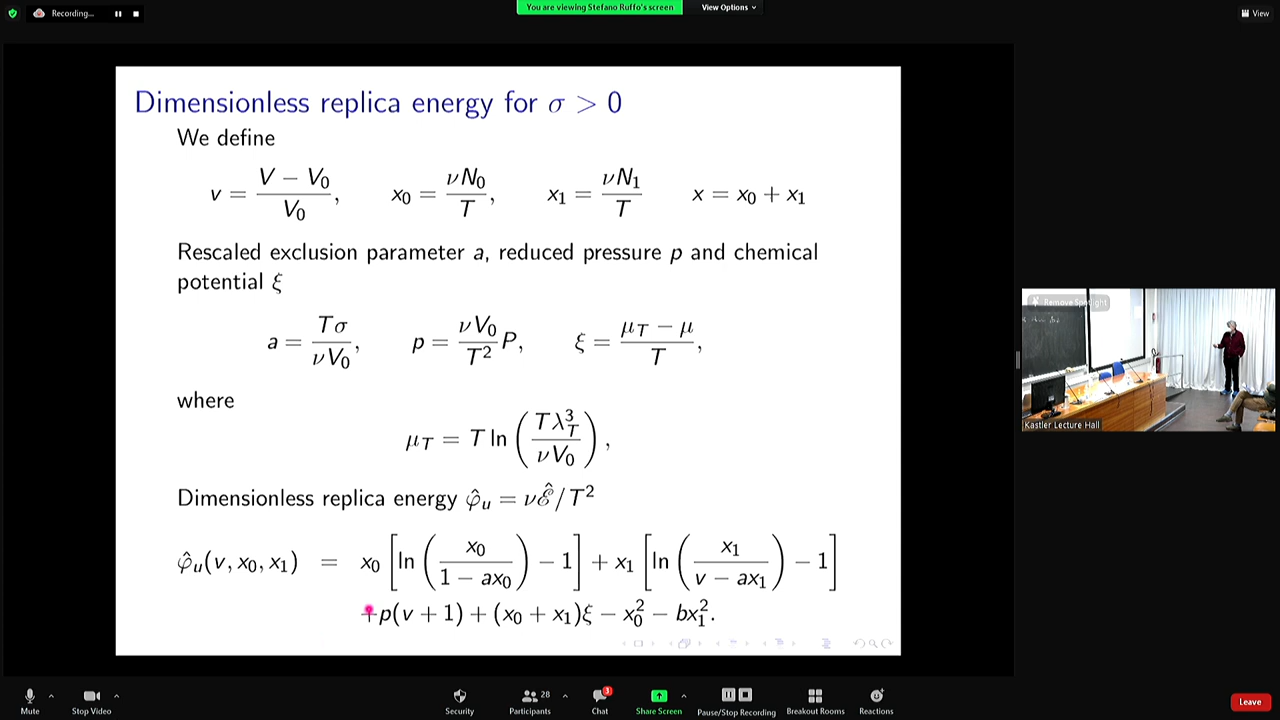 Recording...
You are viewing Stefano Ruffo's screen
View Options
View
Dimensionless replica energy for σ > 0
We define
v = (V − V₀)/V₀, x₀ = νN₀/T, x₁ = νN₁/T x = x₀ + x₁
Rescaled exclusion parameter a, reduced pressure p and chemical
potential ξ
a = Tσ/(νV₀), p = (νV₀/T²) P, ξ = (μ_T − μ)/T,
where
μ_T = T ln (Tλ_T³/(νV₀)),
Dimensionless replica energy φ̂ᵤ = νℰ̂/T²
φ̂ᵤ(v, x₀, x₁) = x₀ [ln (x₀/(1 − ax₀)) − 1] + x₁ [ln (x₁/(v − ax₁)) − 1]
+p(v + 1) + (x₀ + x₁)ξ − x₀² − bx₁².
Remove Spotlight
Kastler Lecture Hall
Mute
Stop Video
Security
28
Participants
3
Chat
Share Screen
Pause/Stop Recording
Breakout Rooms
Reactions
Leave